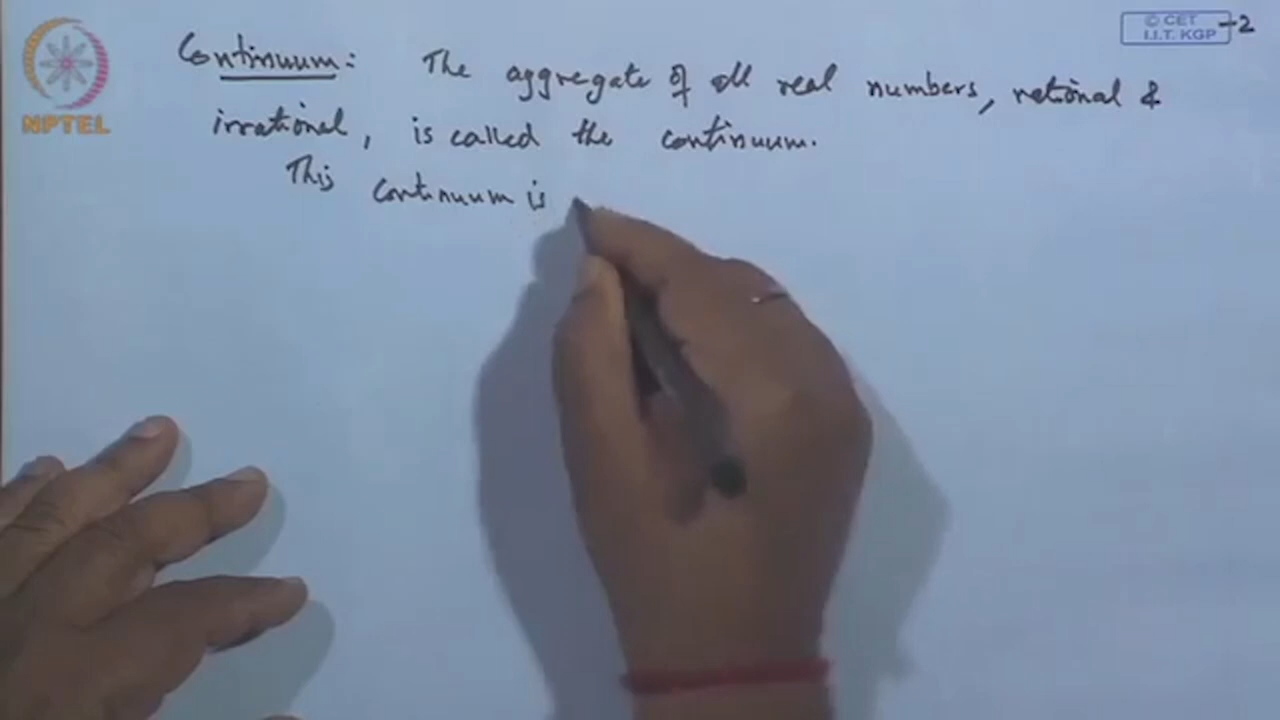 Continuum: The aggregate of all real numbers, rational &
irrational, is called the continuum.
This continuum is
NPTEL
© CET
I.I.T. KGP
-2